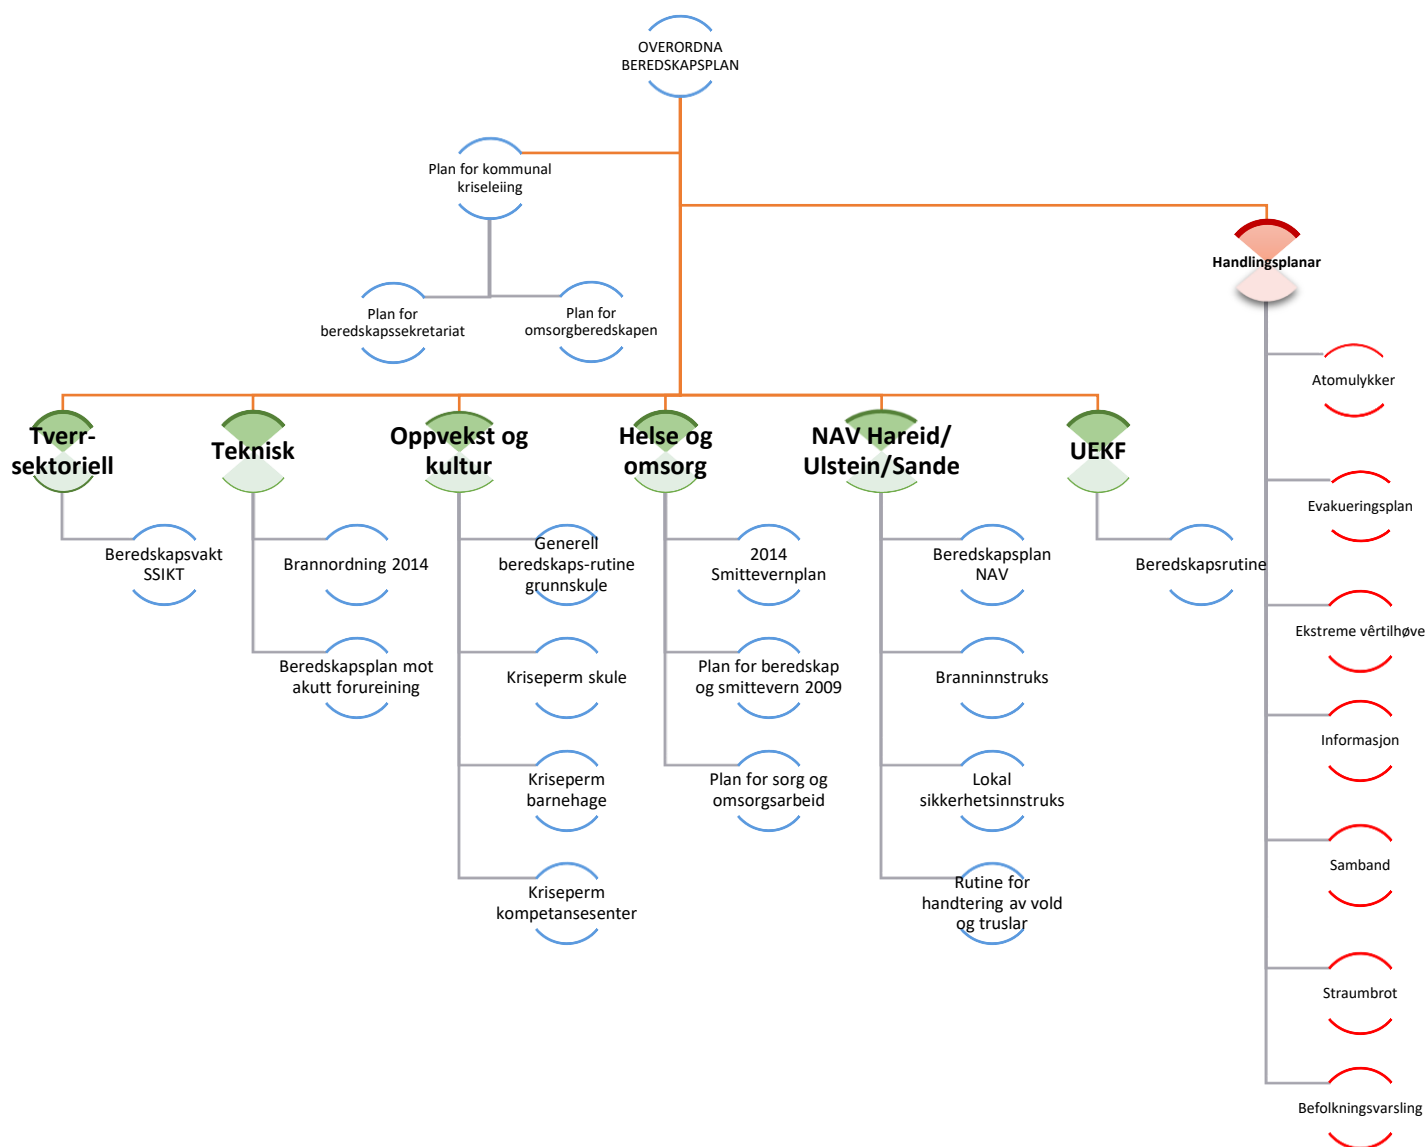 OVERORDNA
BEREDSKAPSPLAN
Plan for kommunal
kriseleiing
Plan for
beredskapssekretariat
Plan for
omsorgberedskapen
Handlingsplanar
Atomulykker
Evakueringsplan
Ekstreme vêrtilhøve
Informasjon
Samband
Straumbrot
Befolkningsvarsling
Tverr-
sektoriell
Beredskapsvakt
SSIKT
Teknisk
Brannordning 2014
Beredskapsplan mot
akutt forureining
Oppvekst og
kultur
Generell
beredskaps-rutine
grunnskule
Kriseperm skule
Kriseperm
barnehage
Kriseperm
kompetansesenter
Helse og
omsorg
2014
Smittevernplan
Plan for beredskap
og smittevern 2009
Plan for sorg og
omsorgsarbeid
NAV Hareid/
Ulstein/Sande
Beredskapsplan
NAV
Branninnstruks
Lokal
sikkerhetsinnstruks
Rutine for
handtering av vold
og truslar
UEKF
Beredskapsrutine